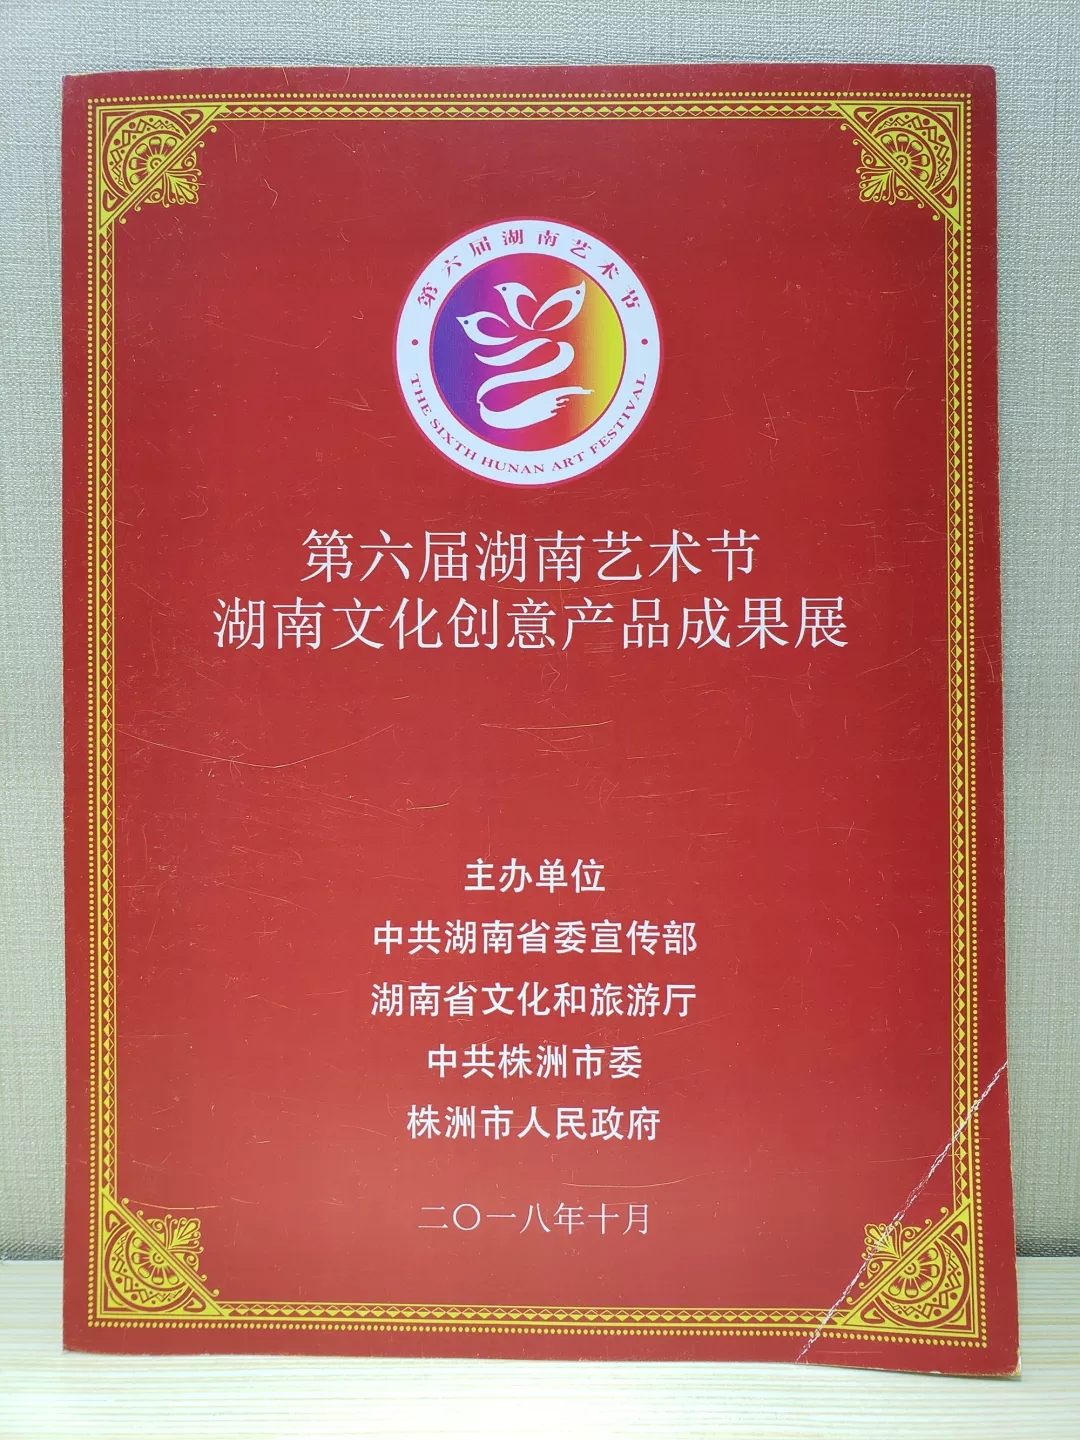 第六届湖南艺术节
THE SIXTH HUNAN ART FESTIVAL
第六届湖南艺术节
湖南文化创意产品成果展
主办单位
中共湖南省委宣传部
湖南省文化和旅游厅
中共株洲市委
株洲市人民政府
二〇一八年十月